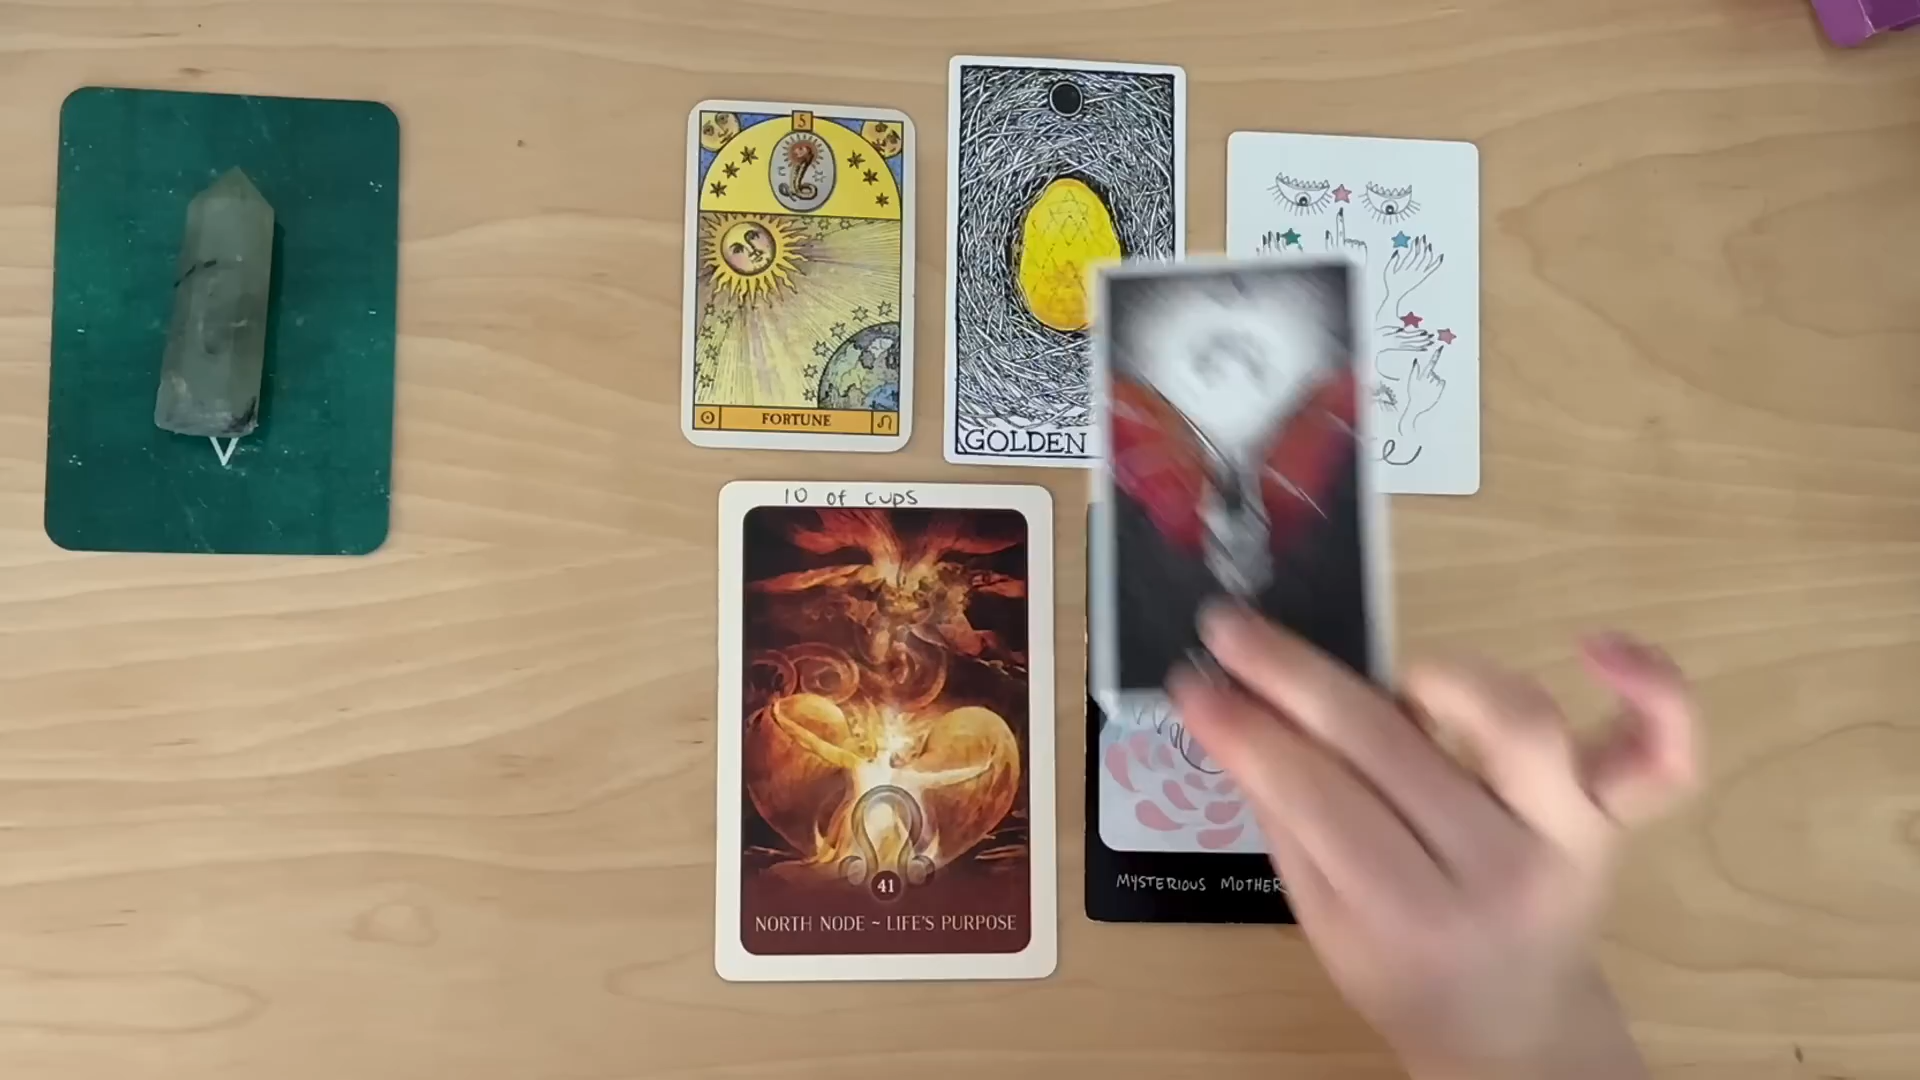 V
5
FORTUNE
GOLDEN
10 of CUPS
41
NORTH NODE ~ LIFE'S PURPOSE
MYSTERIOUS MOTHER